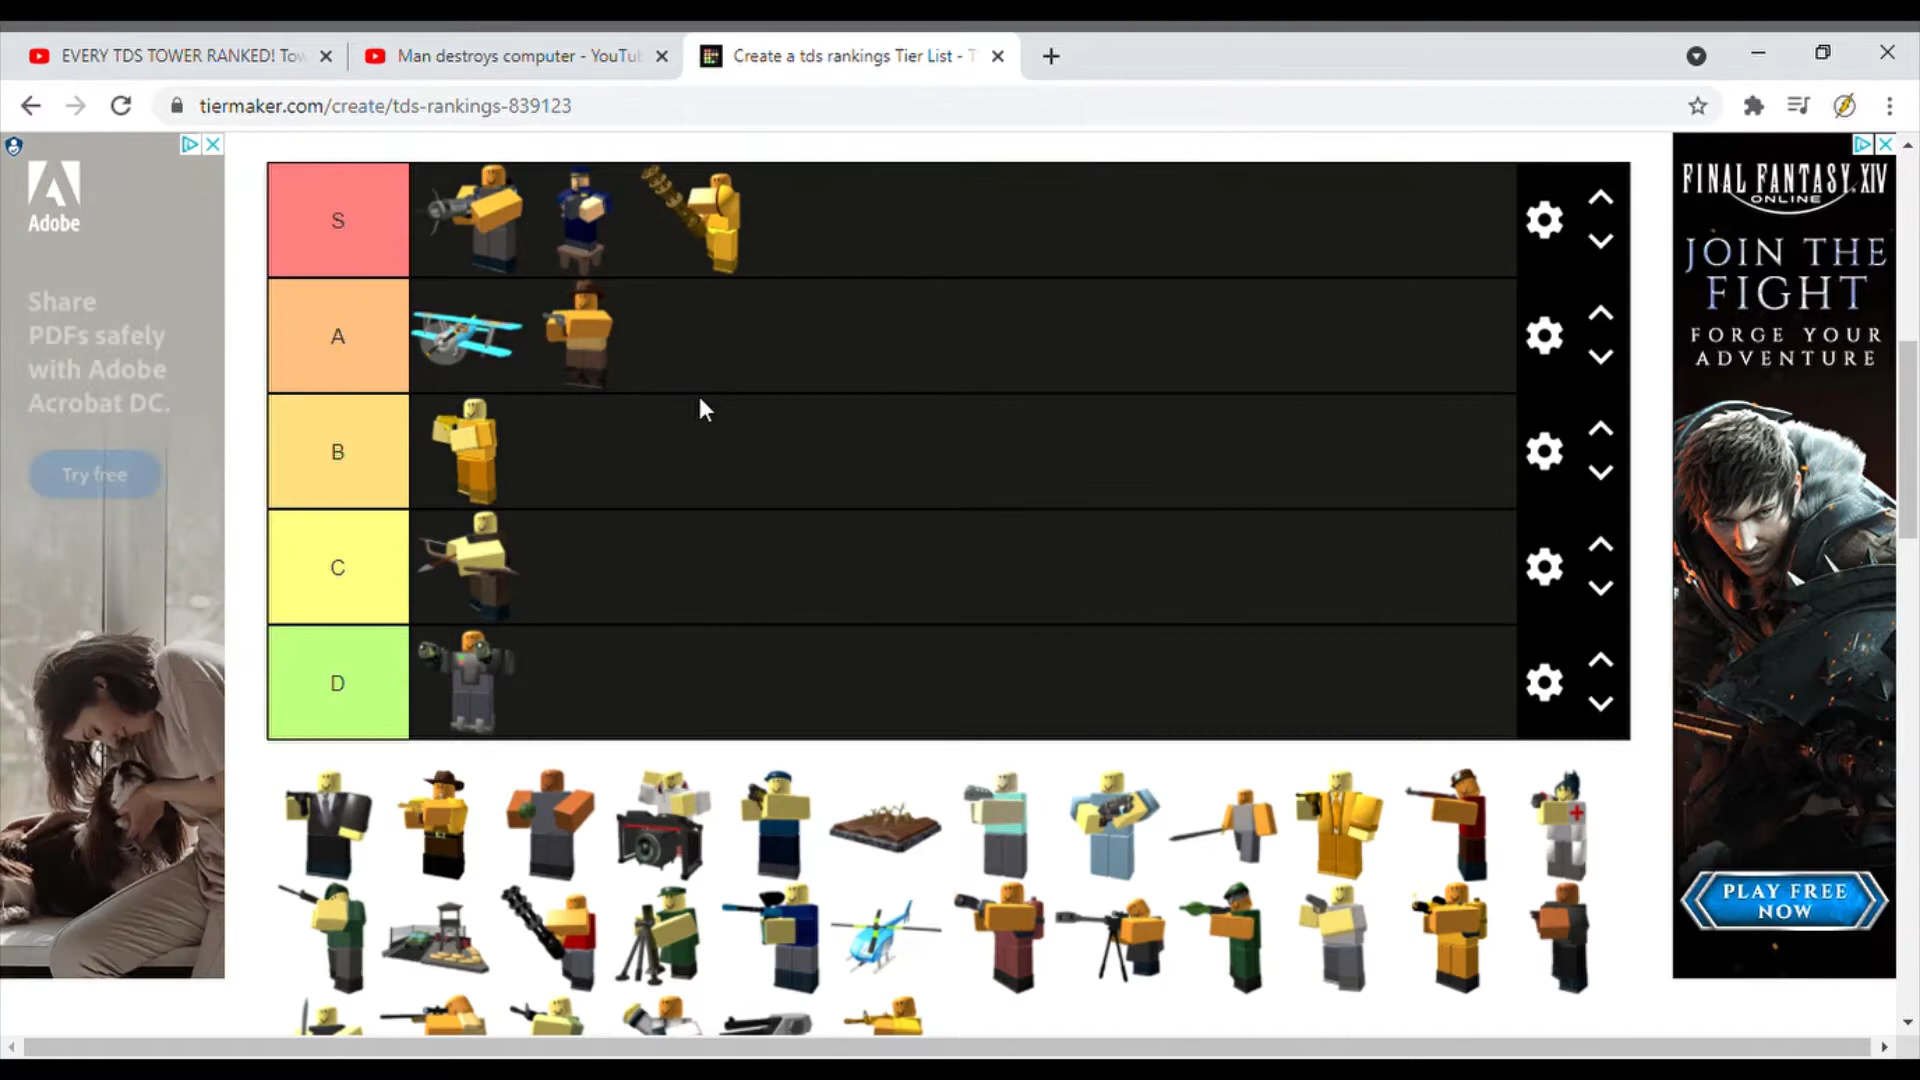 EVERY TDS TOWER RANKED! Tow
Man destroys computer - YouTu
Create a tds rankings Tier List - T
tiermaker.com/create/tds-rankings-839123
Adobe
Share
PDFs safely
with Adobe
Acrobat DC.
Try free
S
A
B
C
D
FINAL FANTASY XIV
ONLINE
JOIN THE
FIGHT
FORGE YOUR
ADVENTURE
PLAY FREE
NOW